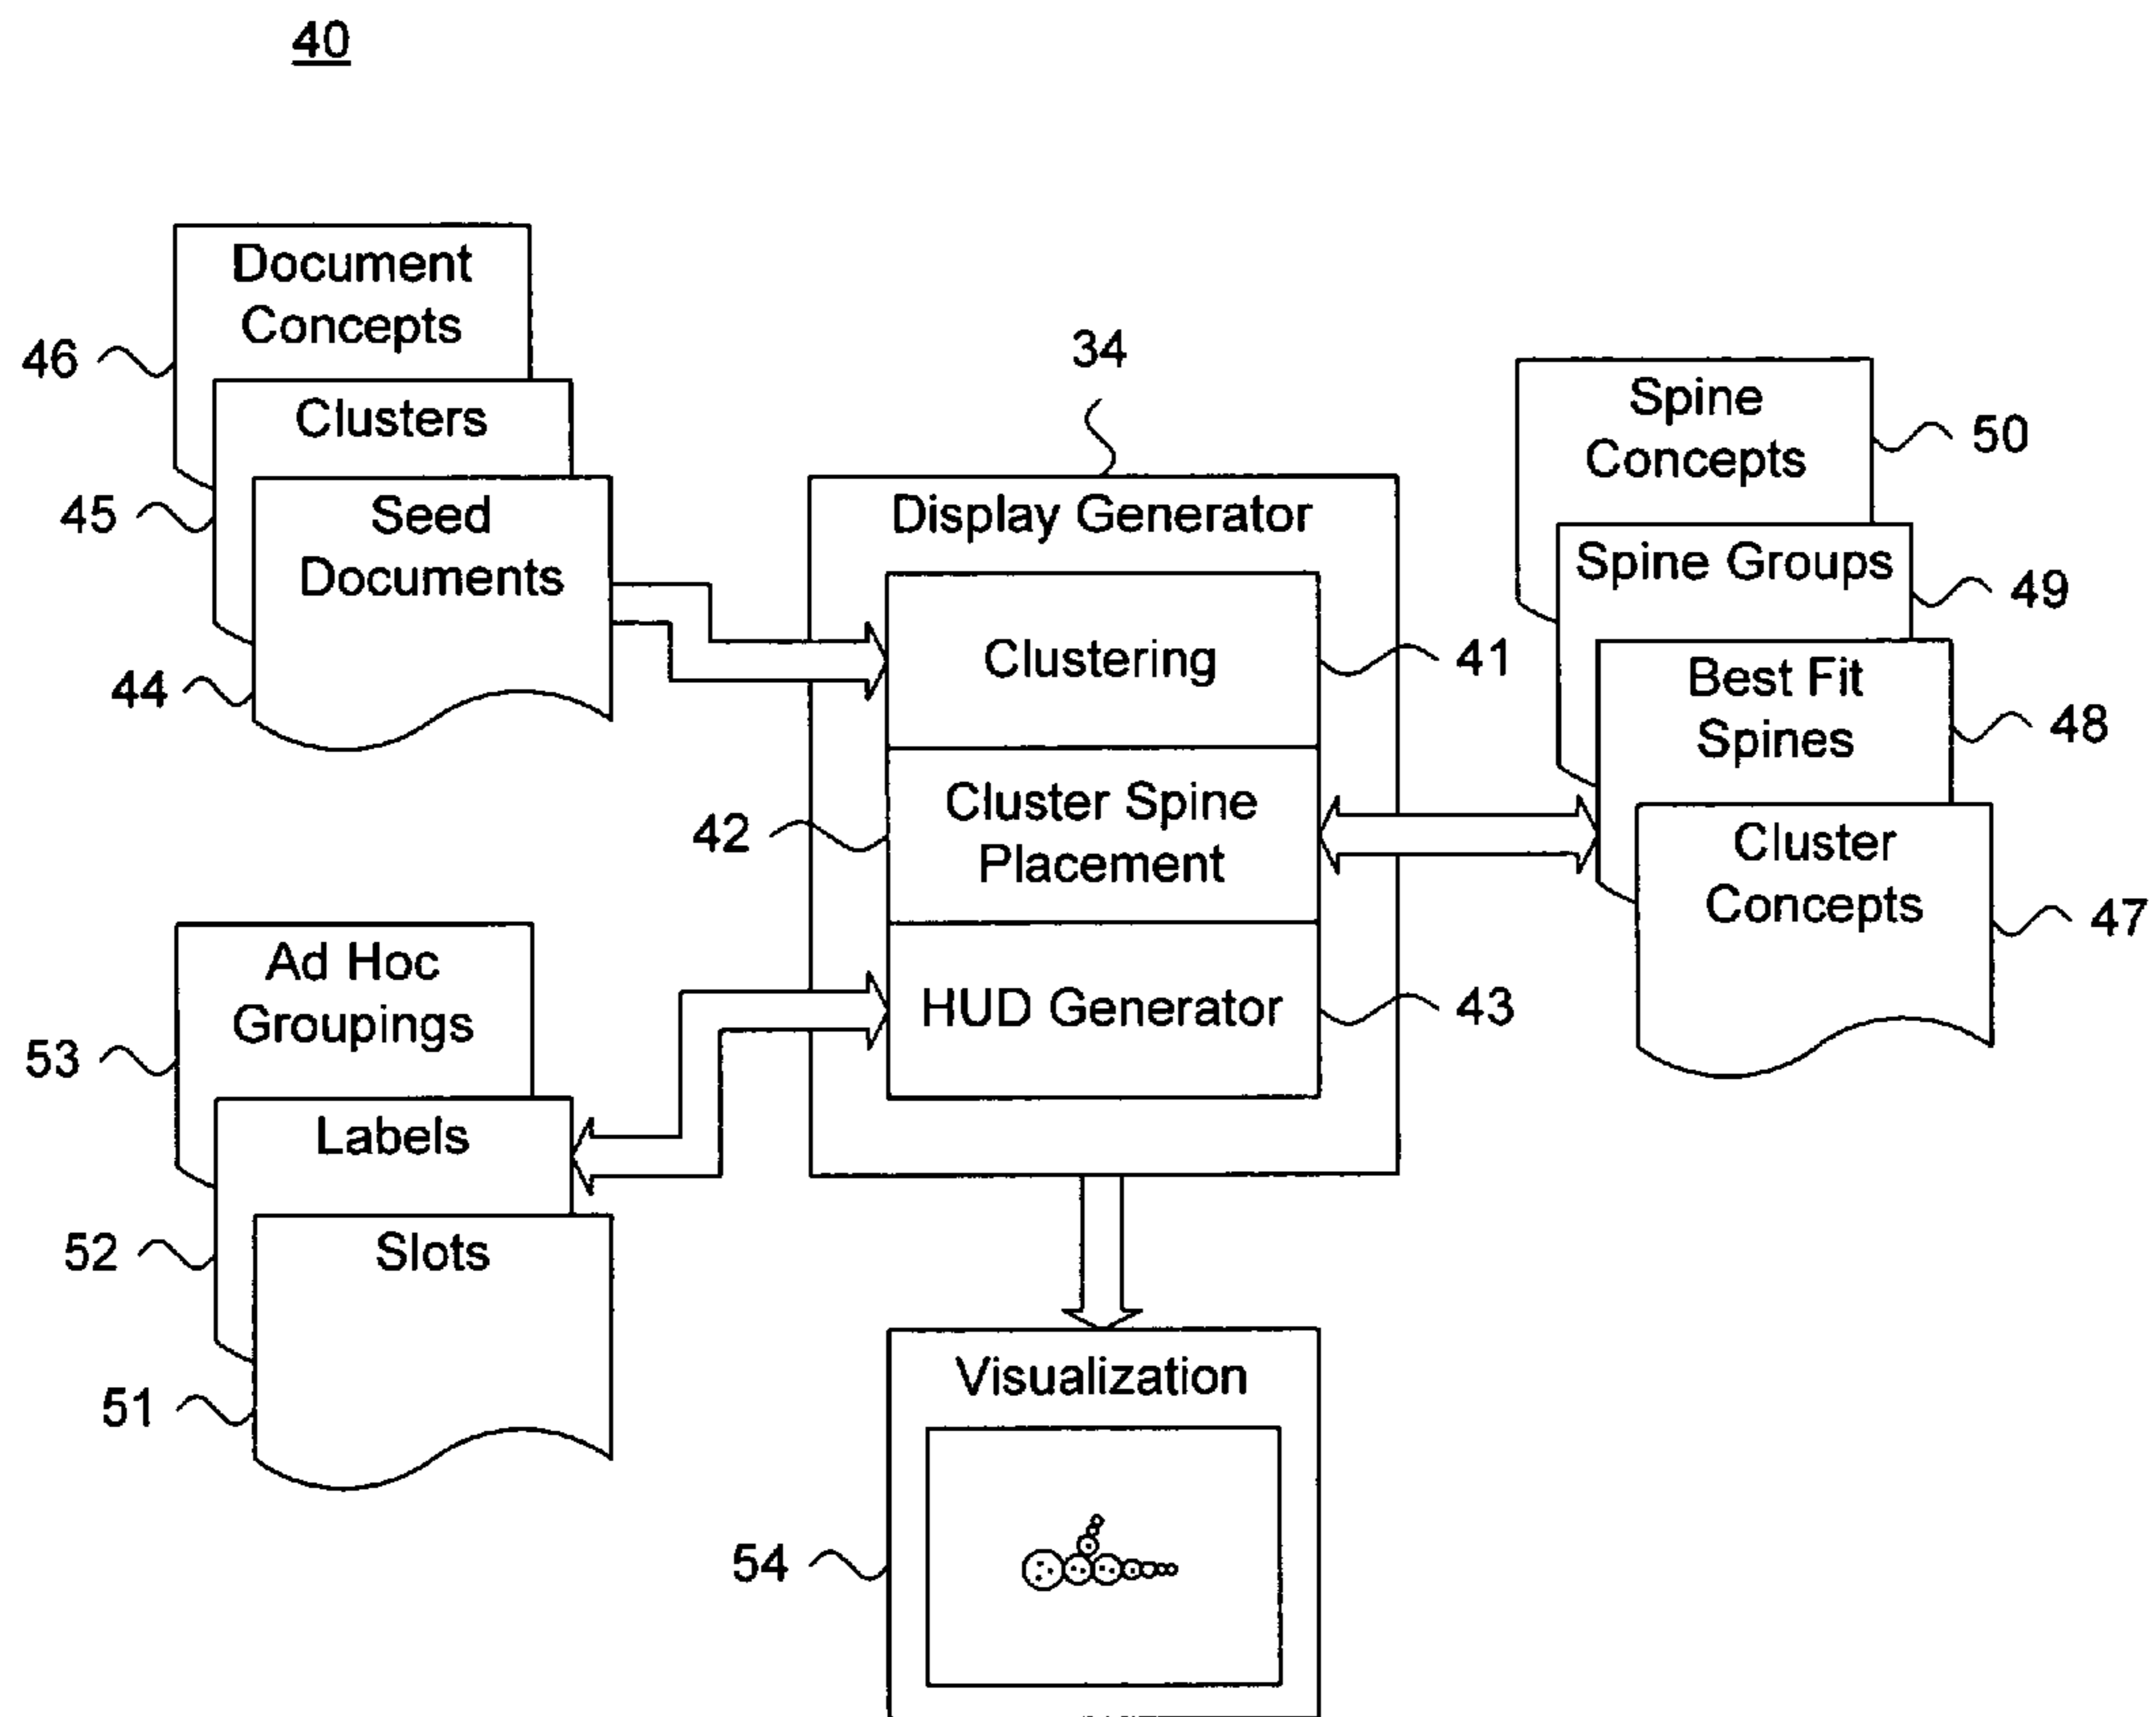 40
Document
Concepts
46
Clusters
45
Seed
Documents
44
34
Display Generator
Clustering
41
Cluster Spine
Placement
42
HUD Generator
43
Spine
Concepts
50
Spine Groups
49
Best Fit
Spines
48
Cluster
Concepts
47
Ad Hoc
Groupings
53
Labels
52
Slots
51
Visualization
54